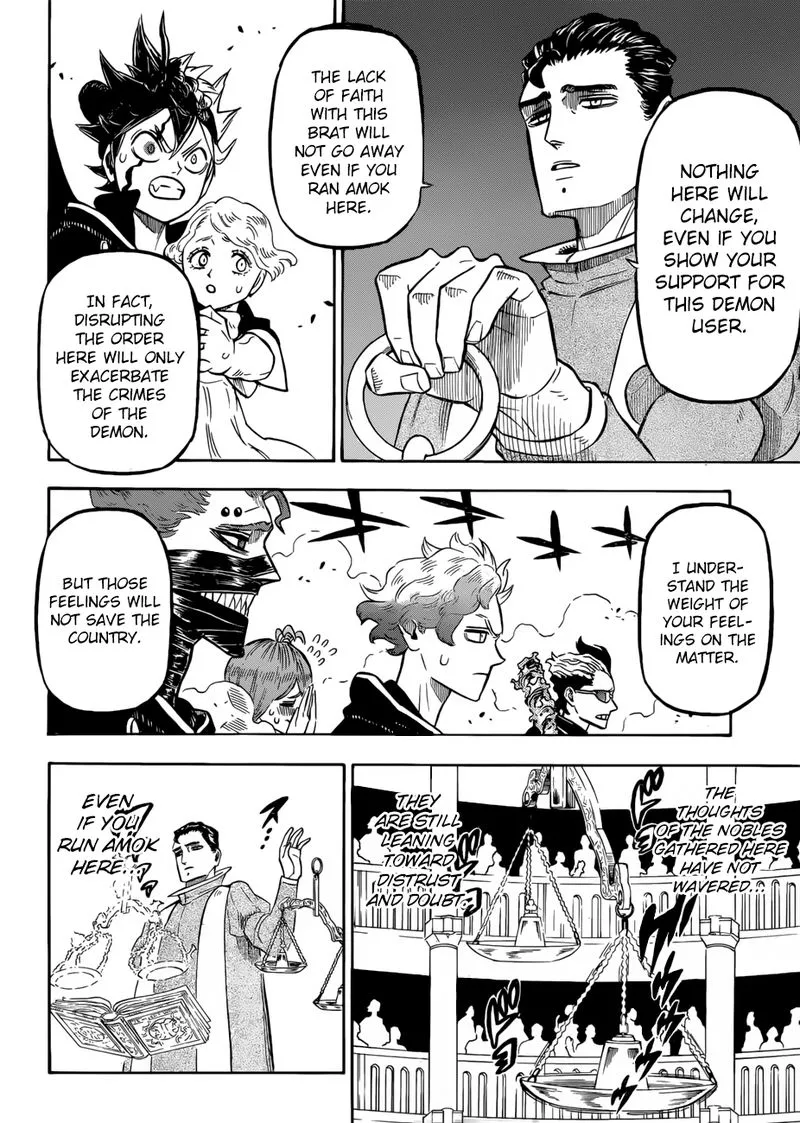 NOTHING
HERE WILL
CHANGE,
EVEN IF YOU
SHOW YOUR
SUPPORT FOR
THIS DEMON
USER.
THE LACK
OF FAITH
WITH THIS
BRAT WILL
NOT GO AWAY
EVEN IF YOU
RAN AMOK
HERE.
IN FACT,
DISRUPTING
THE ORDER
HERE WILL ONLY
EXACERBATE
THE CRIMES
OF THE
DEMON.
I UNDER-
STAND THE
WEIGHT OF
YOUR FEEL-
INGS ON THE
MATTER.
BUT THOSE
FEELINGS WILL
NOT SAVE THE
COUNTRY.
THE
THOUGHTS
OF THE NOBLES
GATHERED HERE
HAVE NOT
WAVERED...
THEY
ARE STILL
LEANING
TOWARD
DISTRUST
AND DOUBT.
EVEN
IF YOU
RUN AMOK
HERE...